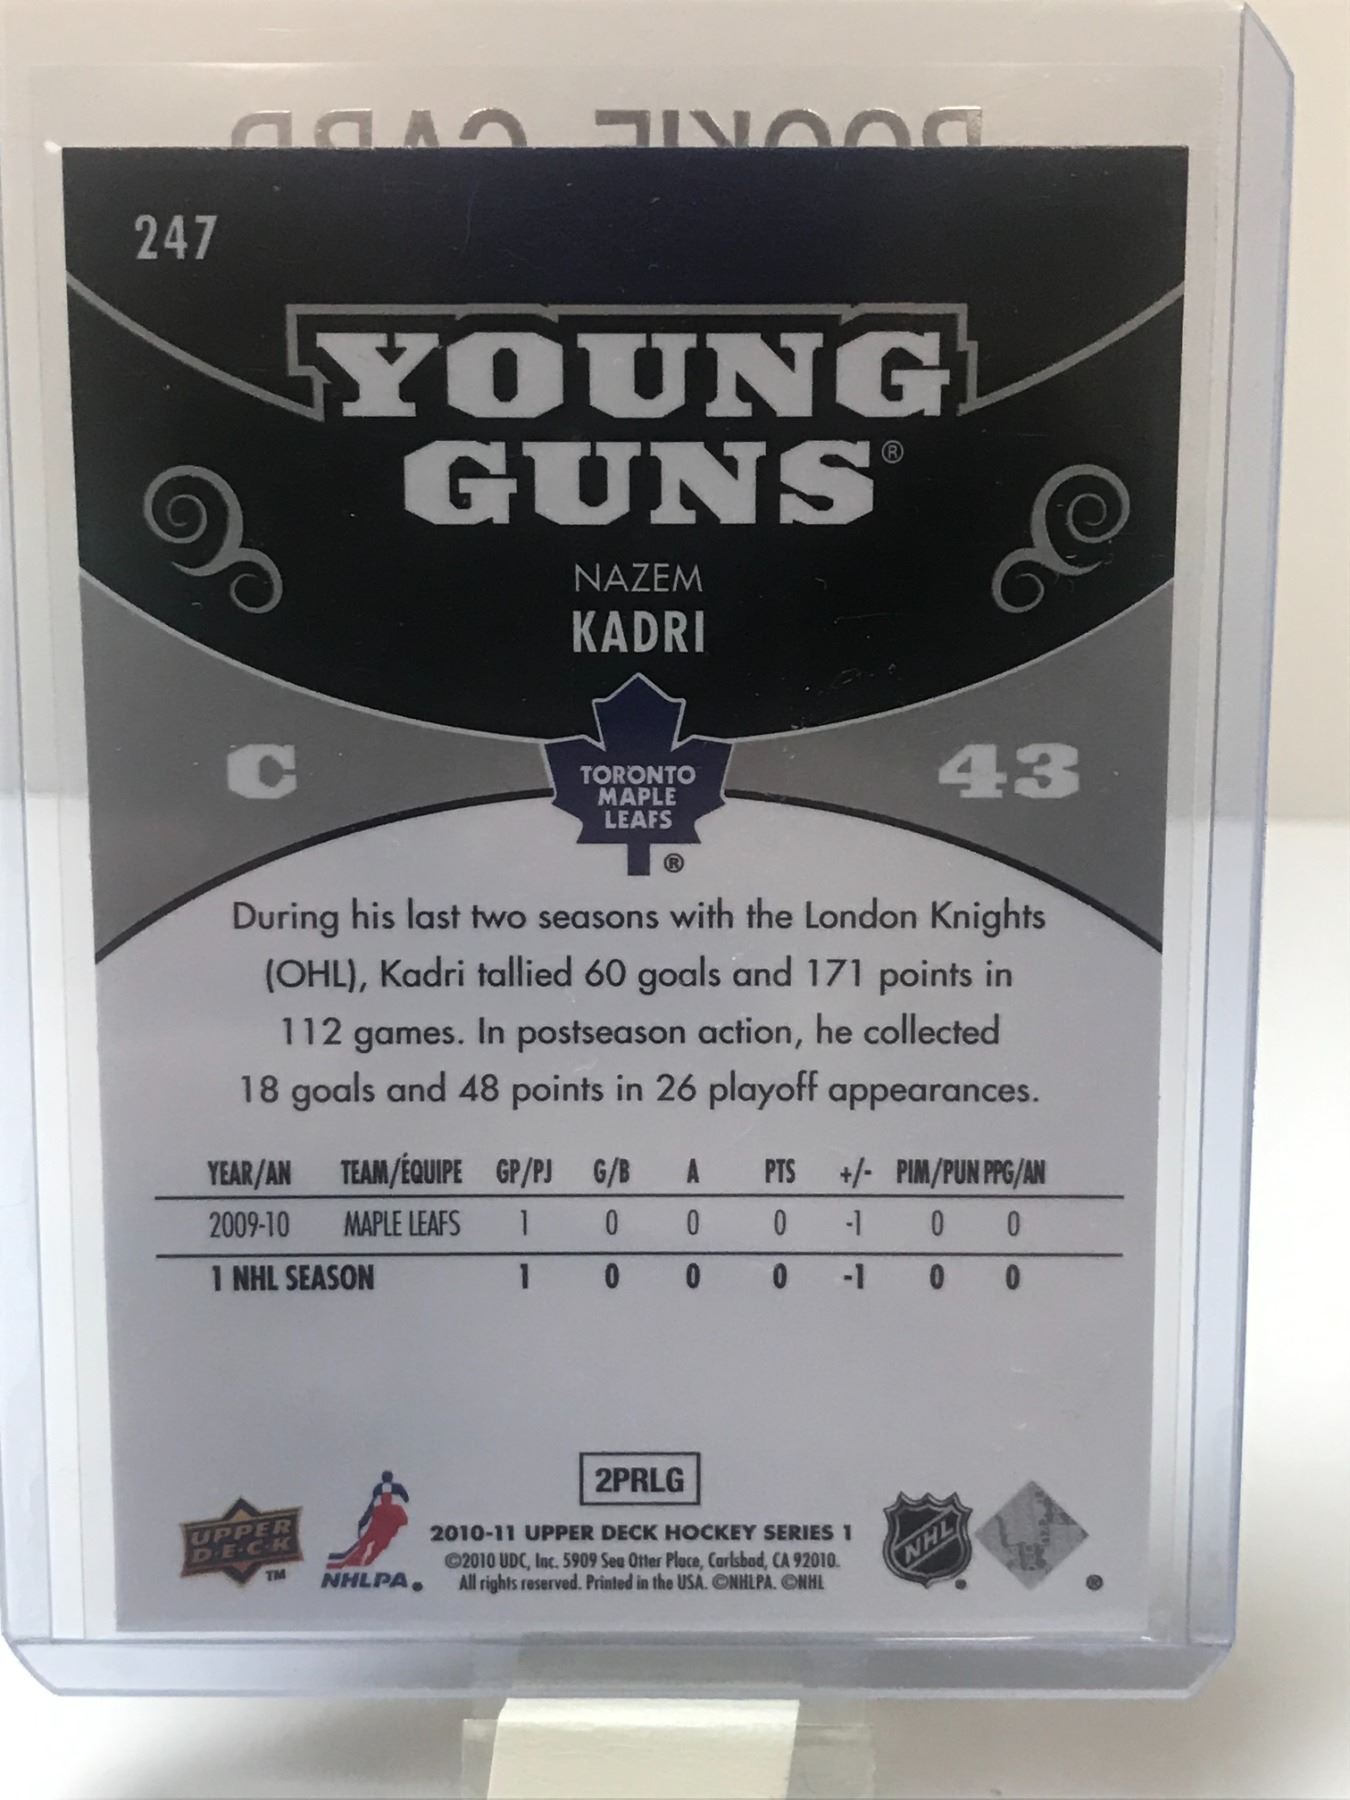 ROOKIE CARD
247
YOUNG
GUNS®
NAZEM
KADRI
C
TORONTO
MAPLE
LEAFS
®
43
During his last two seasons with the London Knights
(OHL), Kadri tallied 60 goals and 171 points in
112 games. In postseason action, he collected
18 goals and 48 points in 26 playoff appearances.
YEAR/AN TEAM/ÉQUIPE GP/PJ G/B A PTS +/- PIM/PUN PPG/AN
2009-10 MAPLE LEAFS 1 0 0 0 -1 0 0
1 NHL SEASON 1 0 0 0 -1 0 0
2PRLG
UPPER
D·E·C·K
TM
NHLPA®
2010-11 UPPER DECK HOCKEY SERIES 1
©2010 UDC, Inc. 5909 Sea Otter Place, Carlsbad, CA 92010.
All rights reserved. Printed in the USA. ©NHLPA. ©NHL
NHL
®